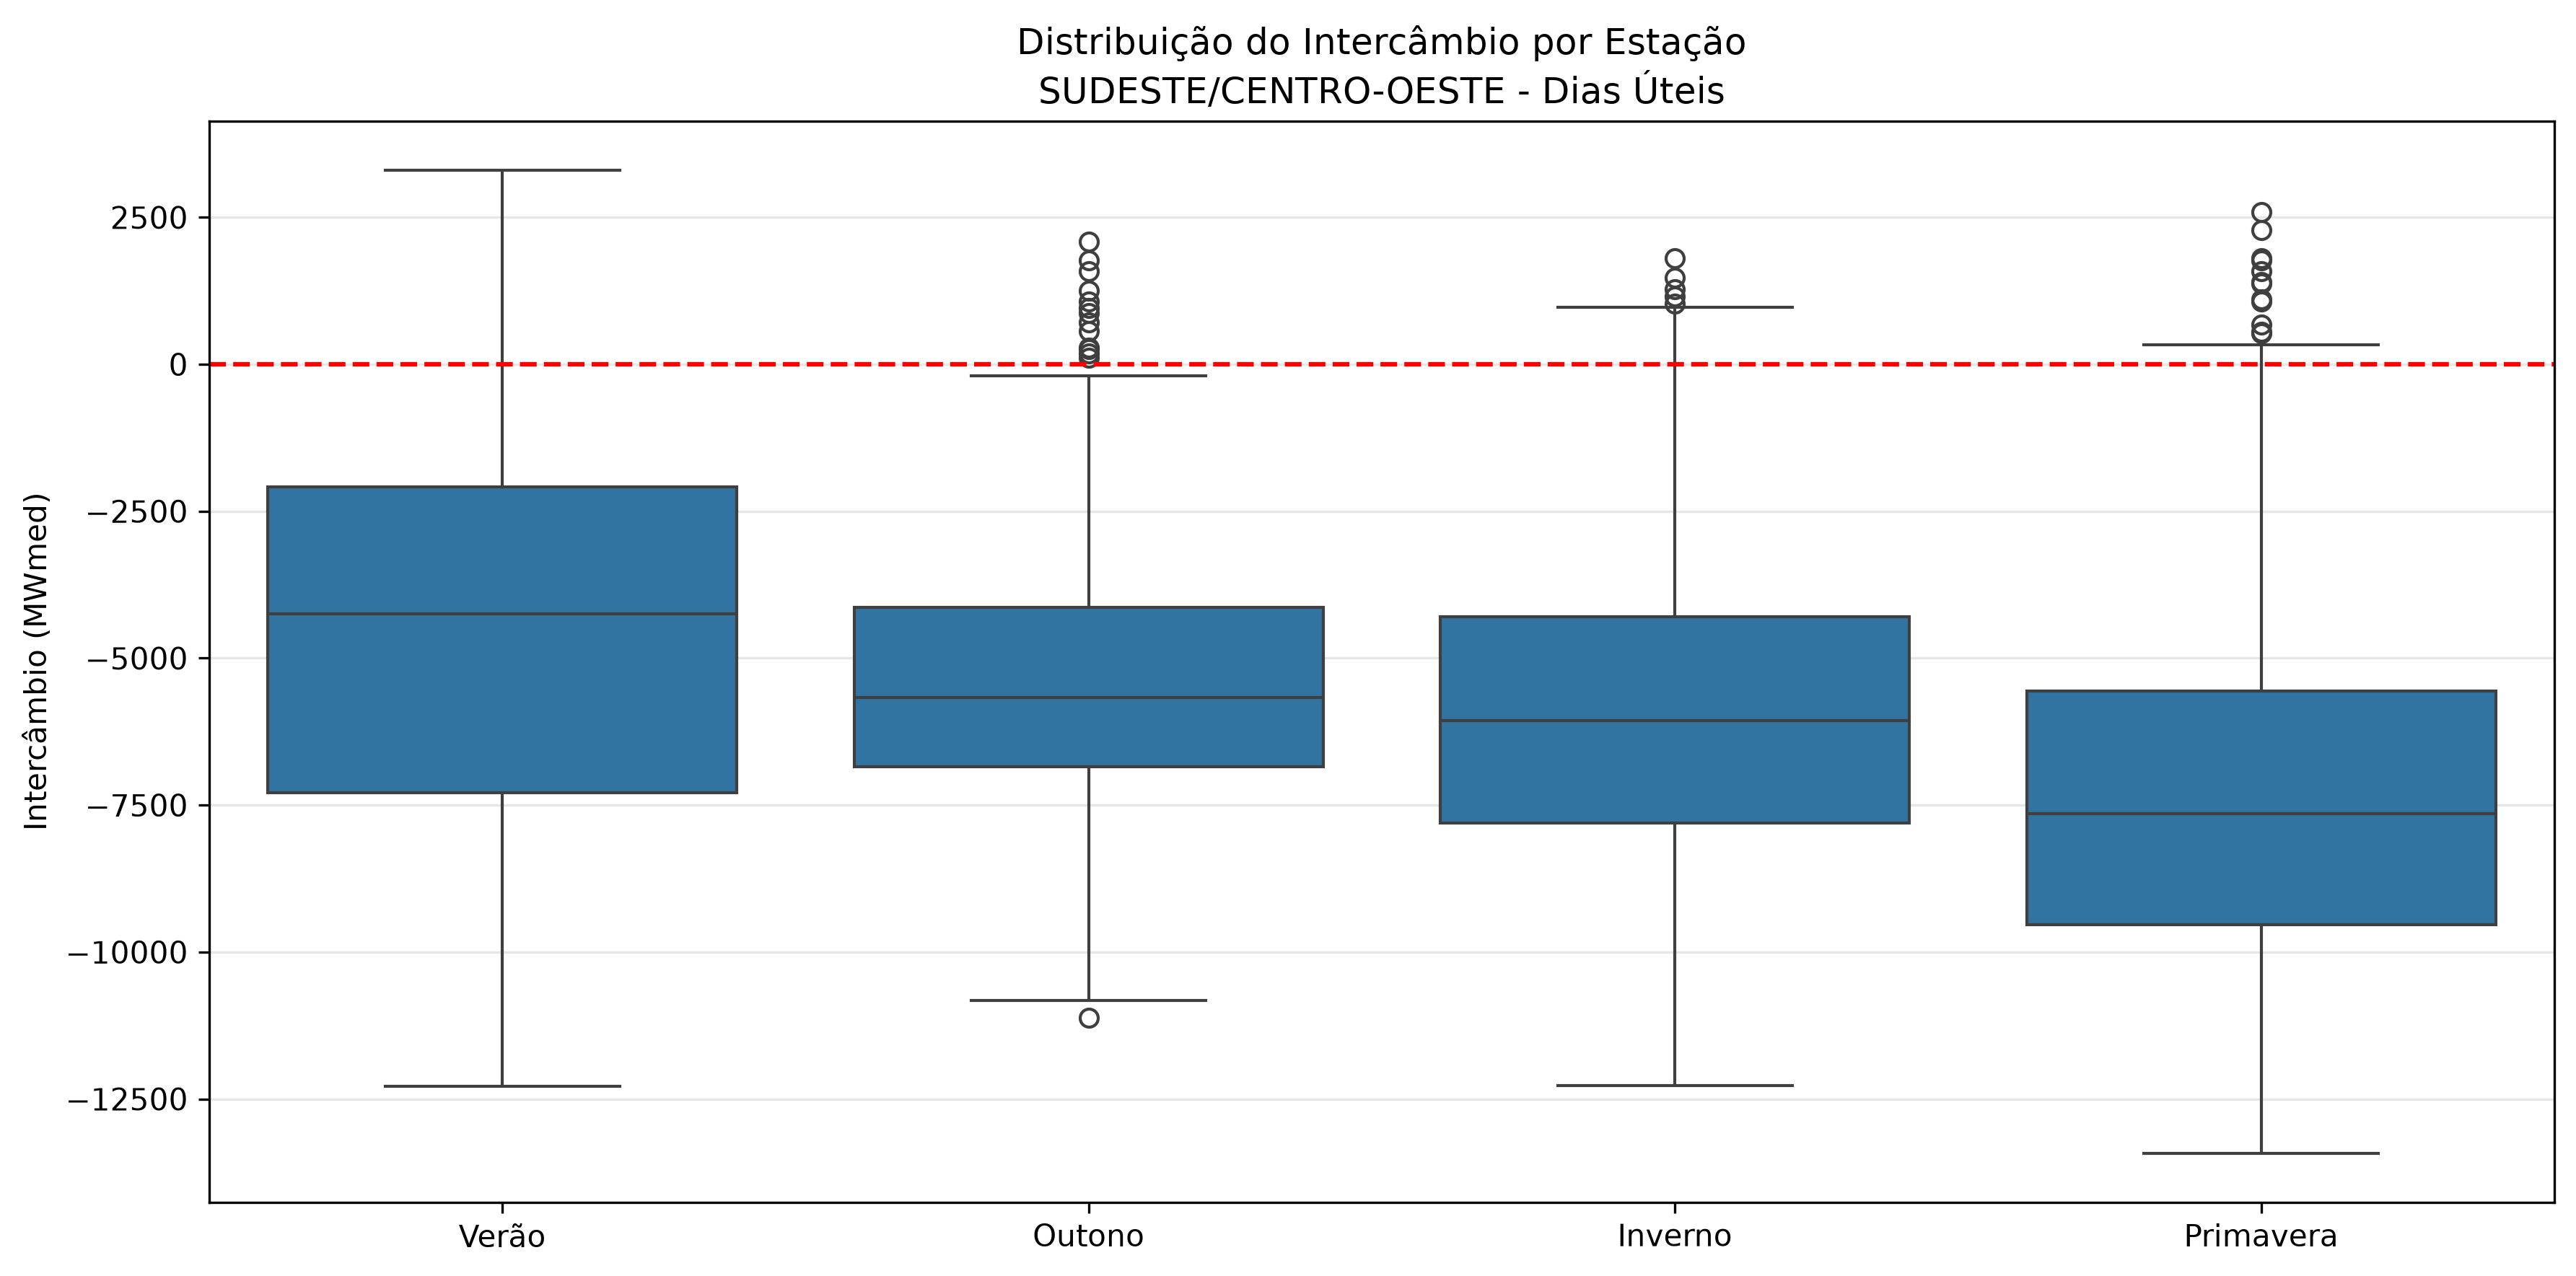 Distribuição do Intercâmbio por Estação
SUDESTE/CENTRO-OESTE - Dias Úteis
Intercâmbio (MWmed)
2500
0
−2500
−5000
−7500
−10000
−12500
Verão
Outono
Inverno
Primavera